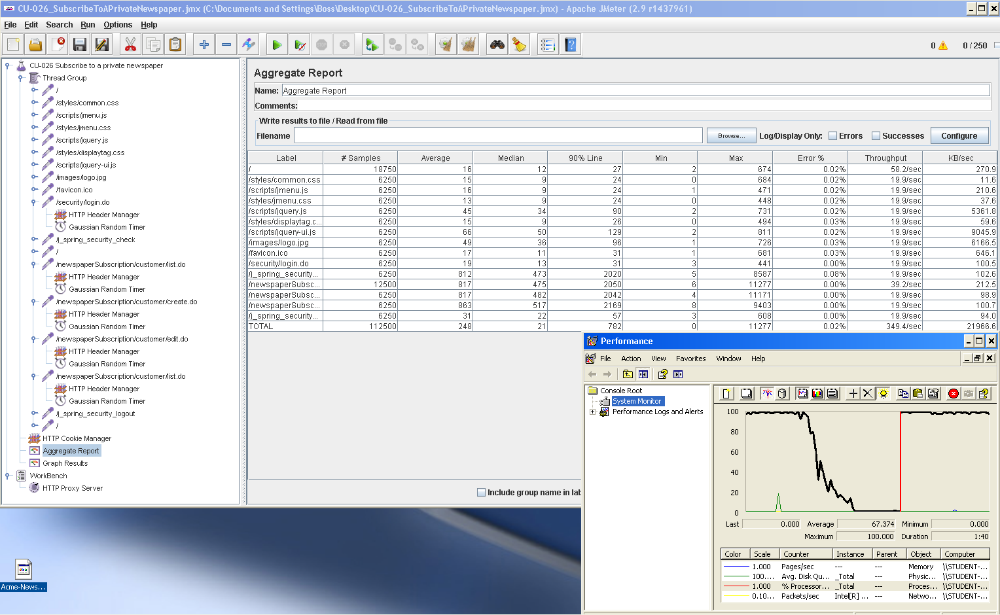 CU-026_SubscribeToAPrivateNewspaper.jmx (C:\Documents and Settings\Boss\Desktop\CU-026_SubscribeToAPrivateNewspaper.jmx) - Apache JMeter (2.9 r1437961)
File Edit Search Run Options Help
0 0 / 250
CU-026 Subscribe to a private newspaper
Thread Group
/
/styles/common.css
/scripts/jmenu.js
/styles/jmenu.css
/scripts/jquery.js
/styles/displaytag.css
/scripts/jquery-ui.js
/images/logo.jpg
/favicon.ico
/security/login.do
HTTP Header Manager
Gaussian Random Timer
/j_spring_security_check
/
/newspaperSubscription/customer/list.do
HTTP Header Manager
Gaussian Random Timer
/newspaperSubscription/customer/create.do
HTTP Header Manager
Gaussian Random Timer
/newspaperSubscription/customer/edit.do
HTTP Header Manager
Gaussian Random Timer
/newspaperSubscription/customer/list.do
HTTP Header Manager
Gaussian Random Timer
/j_spring_security_logout
/
HTTP Cookie Manager
Aggregate Report
Graph Results
WorkBench
HTTP Proxy Server
Aggregate Report
Name: Aggregate Report
Comments:
Write results to file / Read from file
Filename Browse... Log/Display Only: Errors Successes Configure
Label # Samples Average Median 90% Line Min Max Error % Throughput KB/sec
/ 18750 16 12 27 2 674 0.02% 58.2/sec 270.9
/styles/common.css 6250 15 9 24 0 684 0.02% 19.9/sec 11.6
/scripts/jmenu.js 6250 16 9 24 1 471 0.02% 19.9/sec 210.6
/styles/jmenu.css 6250 13 9 24 0 448 0.02% 19.9/sec 37.6
/scripts/jquery.js 6250 45 34 90 2 731 0.02% 19.9/sec 5361.8
/styles/displaytag.c... 6250 15 9 26 0 494 0.03% 19.9/sec 59.6
/scripts/jquery-ui.js 6250 66 50 129 2 811 0.02% 19.9/sec 9045.9
/images/logo.jpg 6250 49 36 96 1 726 0.03% 19.9/sec 6166.5
/favicon.ico 6250 17 11 31 1 681 0.03% 19.9/sec 646.1
/security/login.do 6250 19 13 31 3 441 0.00% 19.9/sec 100.5
/j_spring_security... 6250 812 473 2020 5 8587 0.08% 19.9/sec 102.6
/newspaperSubsc... 12500 817 475 2050 6 11277 0.00% 39.2/sec 212.5
/newspaperSubsc... 6250 817 482 2042 4 11171 0.00% 19.9/sec 98.9
/newspaperSubsc... 6250 863 517 2169 8 9403 0.00% 19.9/sec 100.7
/j_spring_security... 6250 31 22 57 3 608 0.00% 19.9/sec 94.0
TOTAL 112500 248 21 782 0 11277 0.02% 349.4/sec 21966.6
Include group name in lab
Performance
File Action View Favorites Window Help
Console Root
System Monitor
Performance Logs and Alerts
100
80
60
40
20
0
Last 0.000 Average 67.374 Minimum 0.000
Maximum 100.000 Duration 1:40
Color Scale Counter Instance Parent Object Computer
1.000 Pages/sec --- --- Memory \\STUDENT-...
100.... Avg. Disk Qu... _Total --- Physic... \\STUDENT-...
1.000 % Processor... _Total --- Proces... \\STUDENT-...
0.10... Packets/sec Intel[R] ... --- Netwo... \\STUDENT-...
Acme-News...